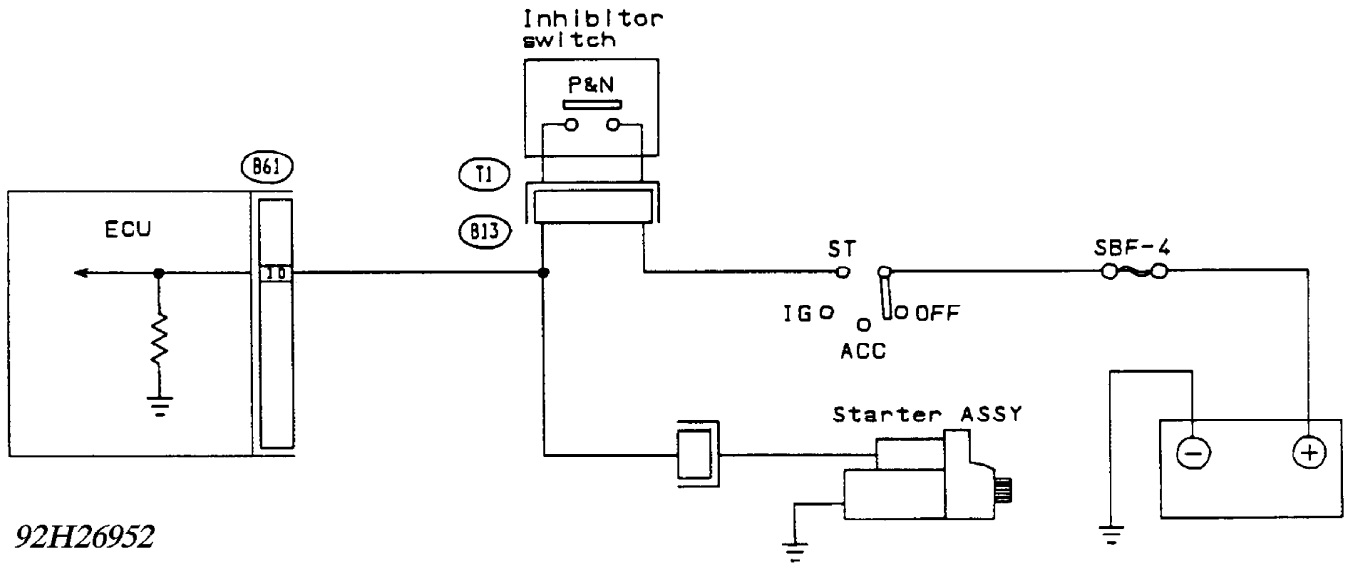 Inhibitor
switch
P&N
B61
T1
ECU
B13
ST
SBF-4
10
IG
OFF
ACC
Starter ASSY
-
+
92H26952